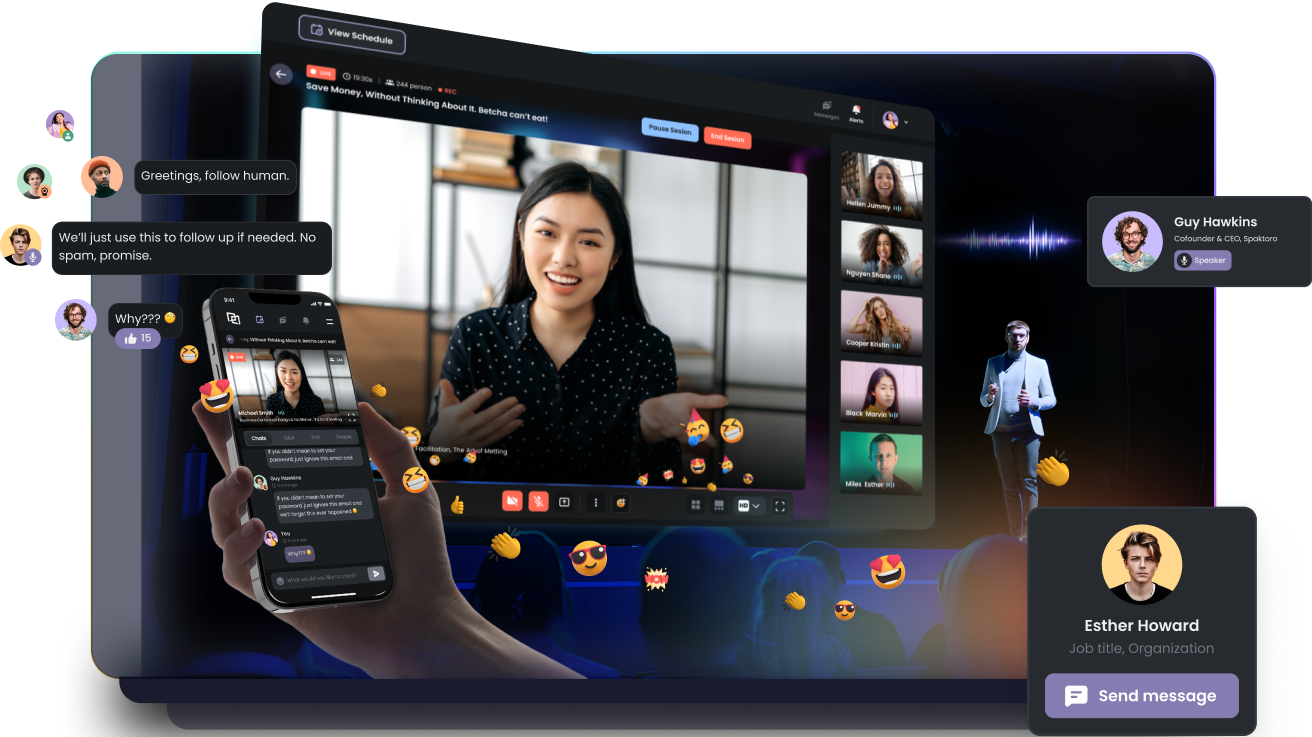 View Schedule
LIVE
19:30s
244 person
REC
Save Money, Without Thinking About It. Betcha can't eat!
Messages
Alerts
Pause Sesion
End Sesion
Hellen Jummy
Nguyen Shane
Cooper Kristin
Black Marvin
Miles Esther
Facilitation, The Art of Metting
HD
Greetings, follow human.
We'll just use this to follow up if needed. No
spam, promise.
Why???
15
9:41
Without Thinking About It. Betcha can't eat!
LIVE
244
Michael Smith
Chats
Q&A
Poll
People
If you didn't mean to set your
password, just ignore this email and
Guy Hawkins
If you didn't mean to set your
password, just ignore this email and
we'll forget this ever happened
You
Why???
What would you like to share?
WOW
Guy Hawkins
Cofounder & CEO, Spaktoro
Speaker
Esther Howard
Job title, Organization
Send message